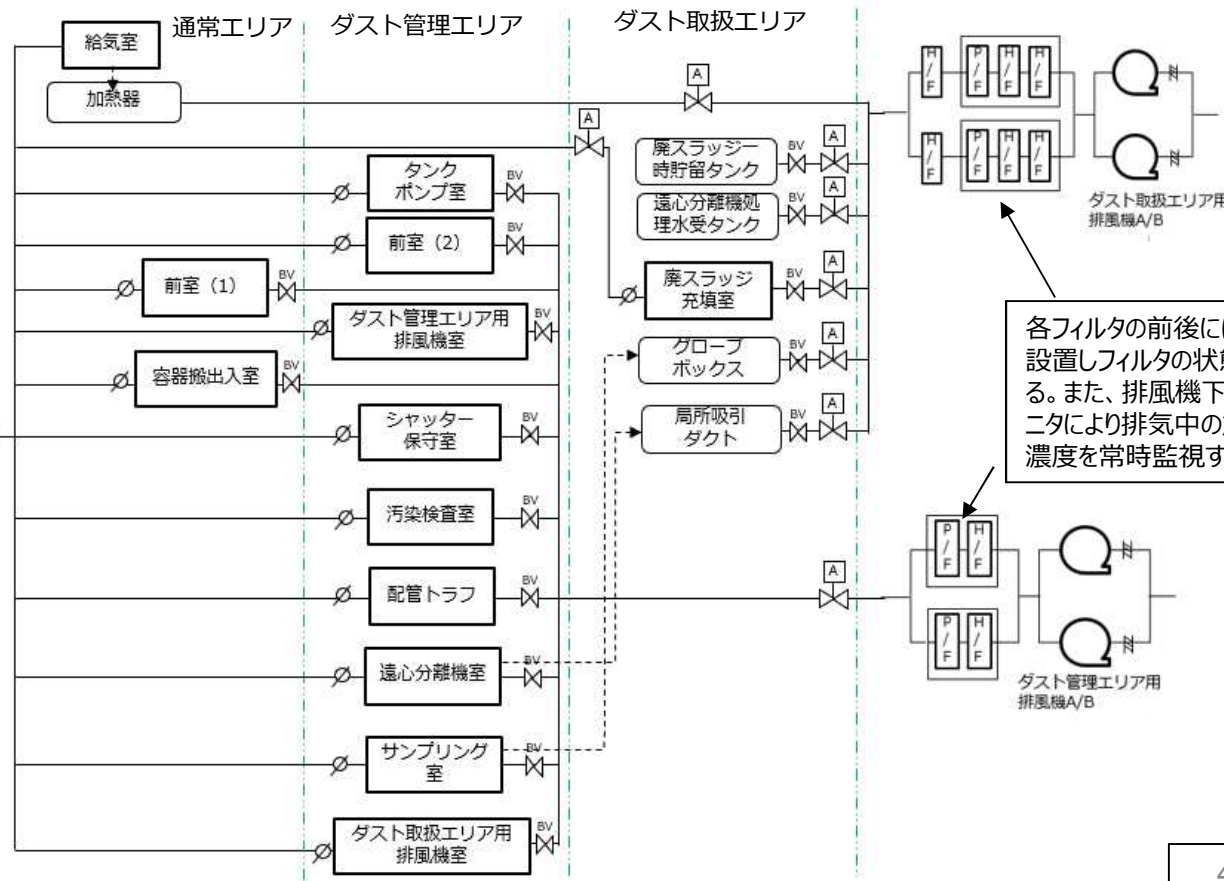 通常エリア
ダスト管理エリア
ダスト取扱エリア
給気室
加熱器
A
A
タンク
ポンプ室
BV
前室（2）
BV
前室（1）
BV
ダスト管理エリア用
排風機室
BV
容器搬出入室
BV
シャッター
保守室
BV
汚染検査室
BV
配管トラフ
BV
A
遠心分離機室
BV
サンプリング
室
BV
ダスト取扱エリア用
排風機室
BV
廃スラッジ一
時貯留タンク
BV
A
遠心分離機処
理水受タンク
BV
A
廃スラッジ
充填室
BV
A
グローブ
ボックス
BV
A
局所吸引
ダクト
BV
A
H/F
P/F
H/F
H/F
H/F
P/F
H/F
H/F
ダスト取扱エリア用
排風機A/B
各フィルタの前後に
設置しフィルタの状
る。また、排風機下
ニタにより排気中の
濃度を常時監視す
P/F
H/F
P/F
H/F
ダスト管理エリア用
排風機A/B